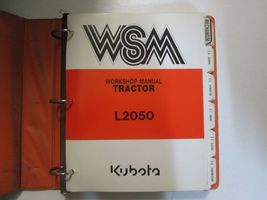 WSM
WORKSHOP MANUAL
TRACTOR
L2050
Kubota